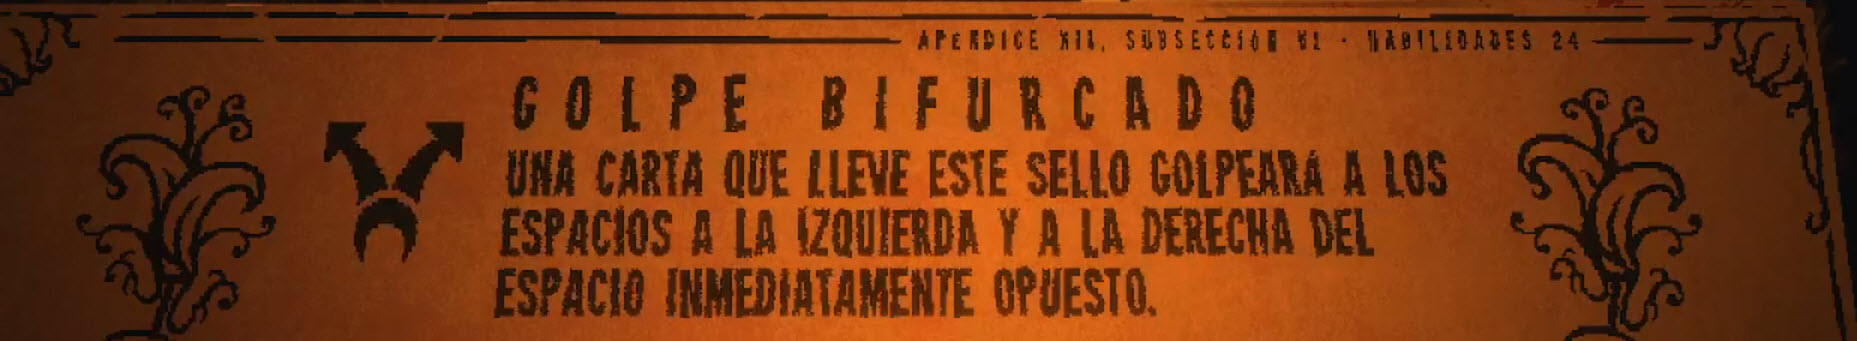 APÉNDICE XII, SUBSECCIÓN VI - HABILIDADES 24
GOLPE BIFURCADO
UNA CARTA QUE LLEVE ESTE SELLO GOLPEARÁ A LOS
ESPACIOS A LA IZQUIERDA Y A LA DERECHA DEL
ESPACIO INMEDIATAMENTE OPUESTO.